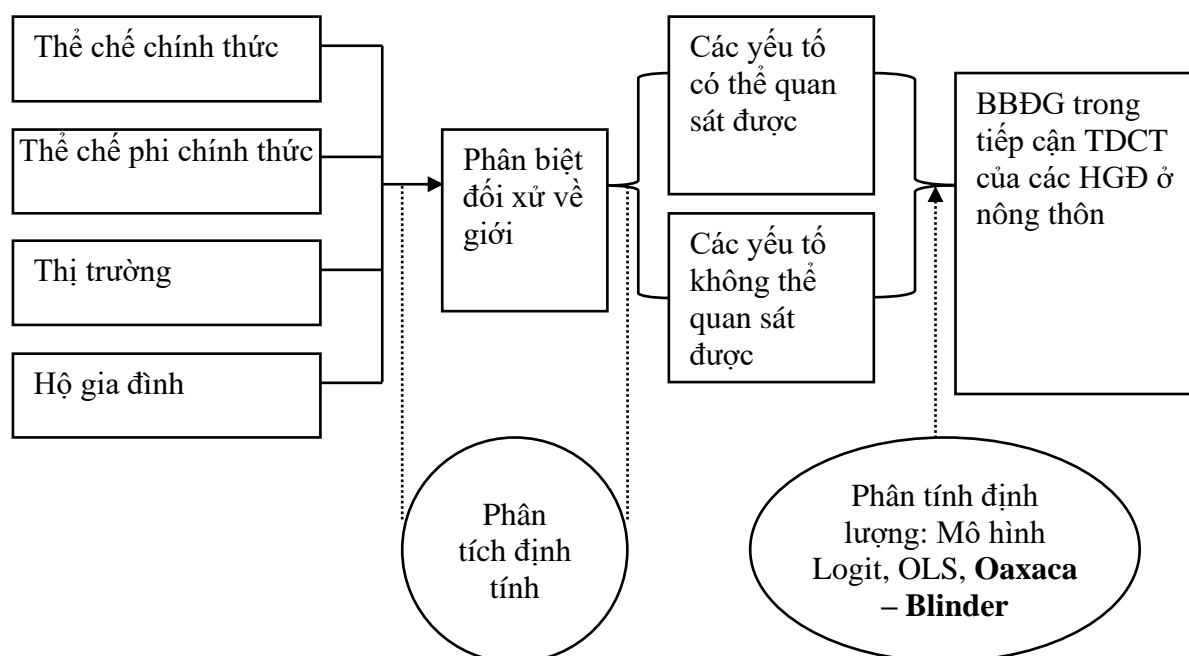 Thể chế chính thức
Thể chế phi chính thức
Thị trường
Hộ gia đình
Phân biệt
đối xử về
giới
Các yếu tố
có thể quan
sát được
Các yếu tố
không thể
quan sát
được
BBĐG trong
tiếp cận TDCT
của các HGĐ ở
nông thôn
Phân
tích định
tính
Phân tính định
lượng: Mô hình
Logit, OLS, Oaxaca
– Blinder